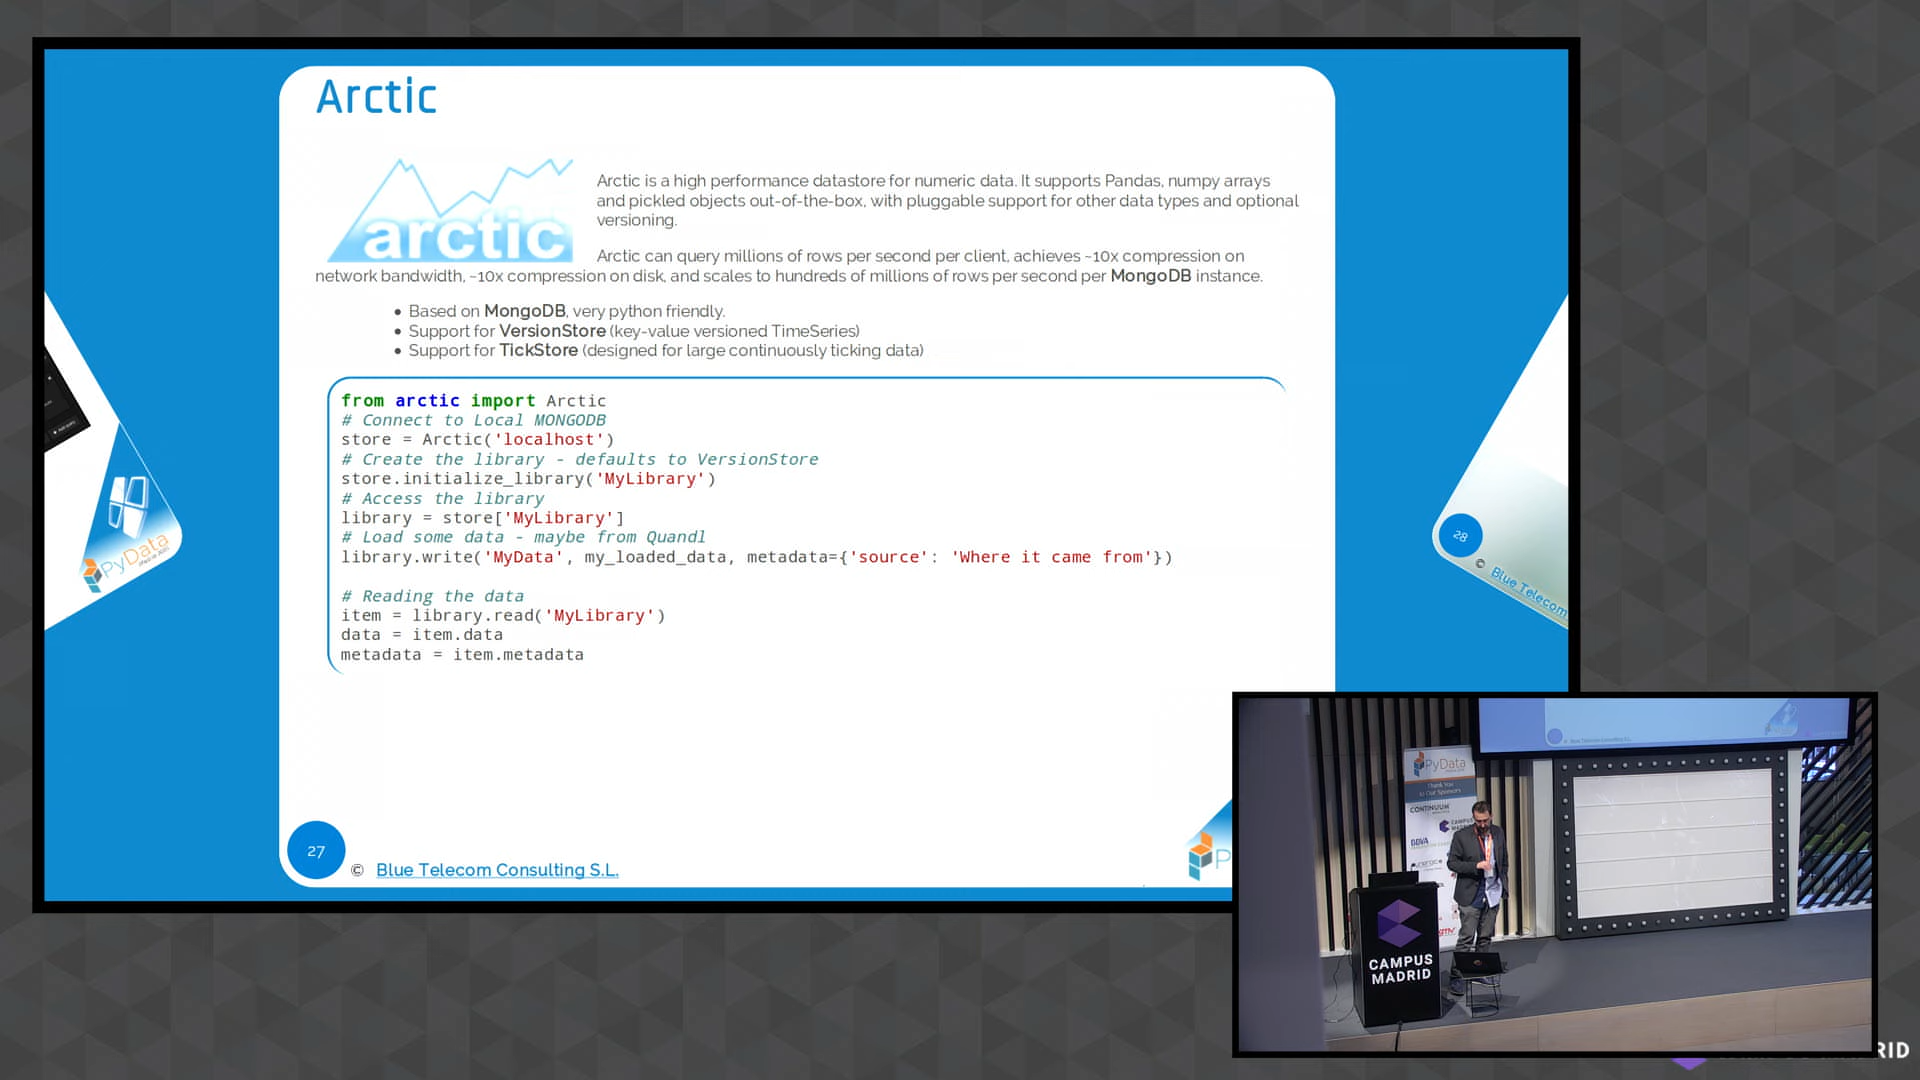 Arctic
arctic
Arctic is a high performance datastore for numeric data. It supports Pandas, numpy arrays
and pickled objects out-of-the-box, with pluggable support for other data types and optional
versioning.
Arctic can query millions of rows per second per client, achieves ~10x compression on
network bandwidth, ~10x compression on disk, and scales to hundreds of millions of rows per second per MongoDB instance.
• Based on MongoDB, very python friendly.
• Support for VersionStore (key-value versioned TimeSeries)
• Support for TickStore (designed for large continuously ticking data)
from arctic import Arctic
# Connect to Local MONGODB
store = Arctic('localhost')
# Create the library - defaults to VersionStore
store.initialize_library('MyLibrary')
# Access the library
library = store['MyLibrary']
# Load some data - maybe from Quandl
library.write('MyData', my_loaded_data, metadata={'source': 'Where it came from'})
# Reading the data
item = library.read('MyLibrary')
data = item.data
metadata = item.metadata
27
© Blue Telecom Consulting S.L.
P
PyData
28
© Blue Telecom
PyData
Thank You
to Our Sponsors
CONTINUUM
CAMPUS
BBVA
CAMPUS
MADRID
RID